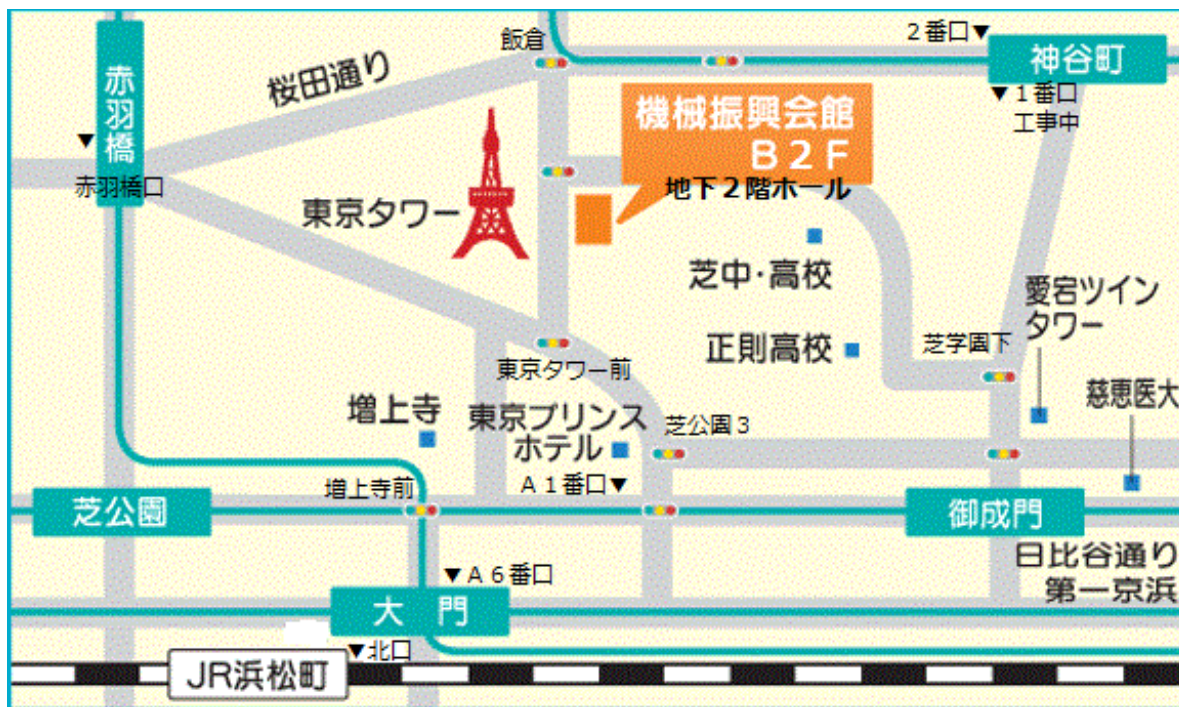 飯倉
2番口▼
神谷町
赤羽橋
桜田通り
▼1番口
工事中
機械振興会館
B2F
▼
赤羽橋口
地下2階ホール
東京タワー
芝中・高校
愛宕ツイン
タワー
正則高校
芝学園下
東京タワー前
慈恵医大
増上寺
東京プリンス
ホテル
芝公園3
A1番口▼
増上寺前
芝公園
御成門
日比谷通り
▼A6番口
第一京浜
大門
▼北口
JR浜松町